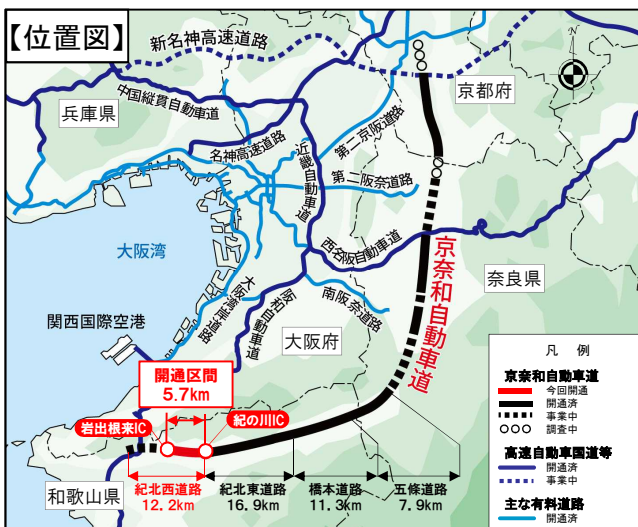 【位置図】
新名神高速道路
N
京都府
兵庫県
中国縦貫自動車道
名神高速道路
近畿自動車道
第二京阪道路
第二阪奈道路
西名阪自動車道
京奈和自動車道
奈良県
大阪湾
大阪湾岸道路
阪和自動車道
南阪奈道路
大阪府
関西国際空港
開通区間
5.7km
岩出根来IC
紀の川IC
和歌山県
紀北西道路
12.2km
紀北東道路
16.9km
橋本道路
11.3km
五條道路
7.9km
凡 例
京奈和自動車道
今回開通
開通済
事業中
調査中
高速自動車国道等
開通済
事業中
主な有料道路
開通済